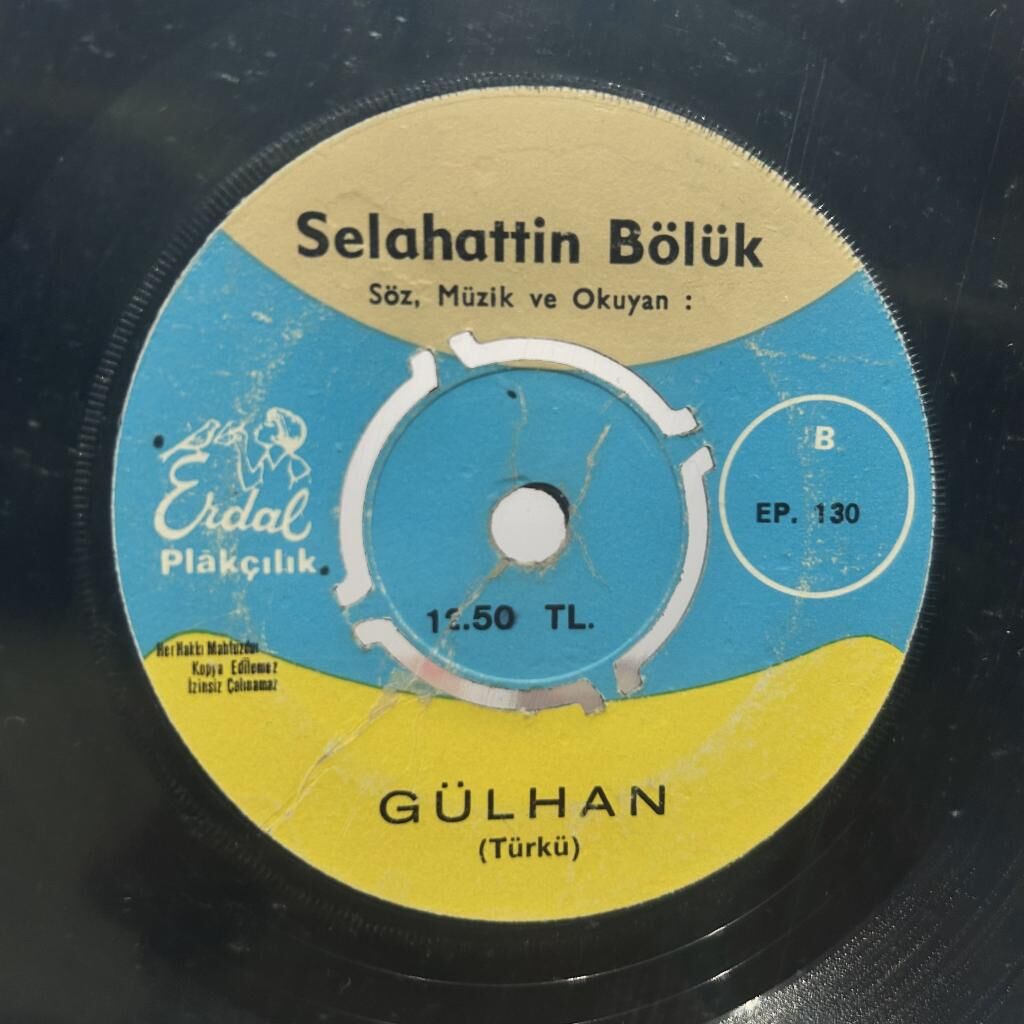 Selahattin Bölük
Söz, Müzik ve Okuyan :
B
EP. 130
Erdal
Plâkçılık
12.50 TL.
Her Hakkı Mahfuzdur
Kopya Edilemez
İzinsiz Çalınamaz
GÜLHAN
(Türkü)